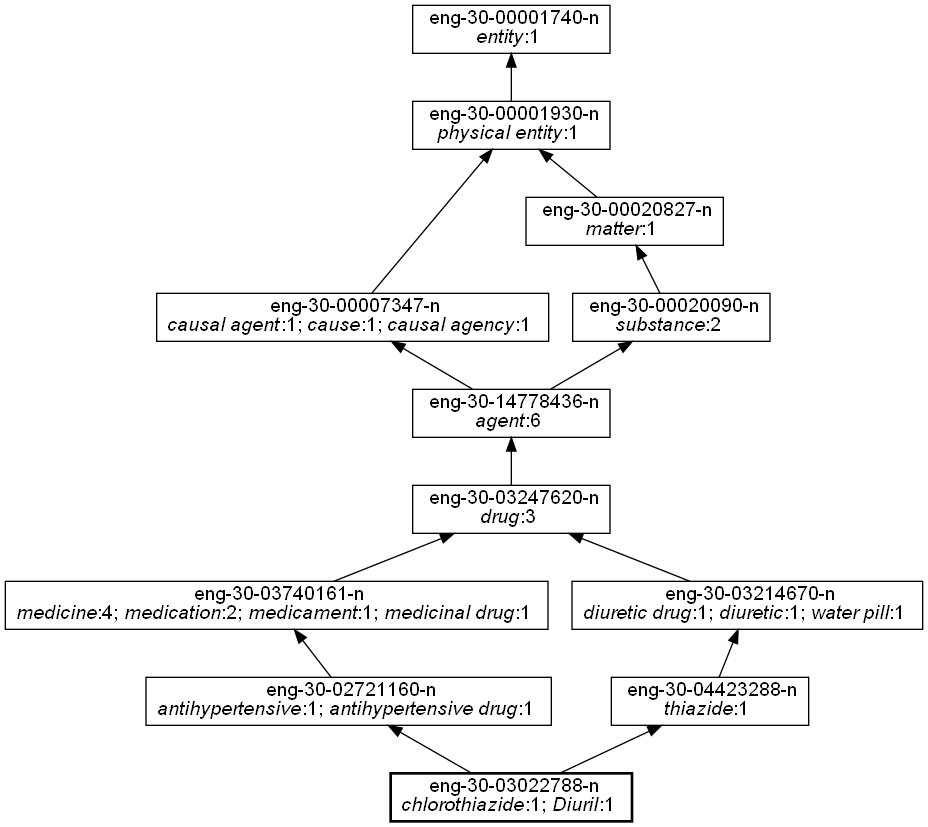 eng-30-00001740-n
entity:1
eng-30-00001930-n
physical entity:1
eng-30-00020827-n
matter:1
eng-30-00007347-n
causal agent:1; cause:1; causal agency:1
eng-30-00020090-n
substance:2
eng-30-14778436-n
agent:6
eng-30-03247620-n
drug:3
eng-30-03740161-n
medicine:4; medication:2; medicament:1; medicinal drug:1
eng-30-03214670-n
diuretic drug:1; diuretic:1; water pill:1
eng-30-02721160-n
antihypertensive:1; antihypertensive drug:1
eng-30-04423288-n
thiazide:1
eng-30-03022788-n
chlorothiazide:1; Diuril:1